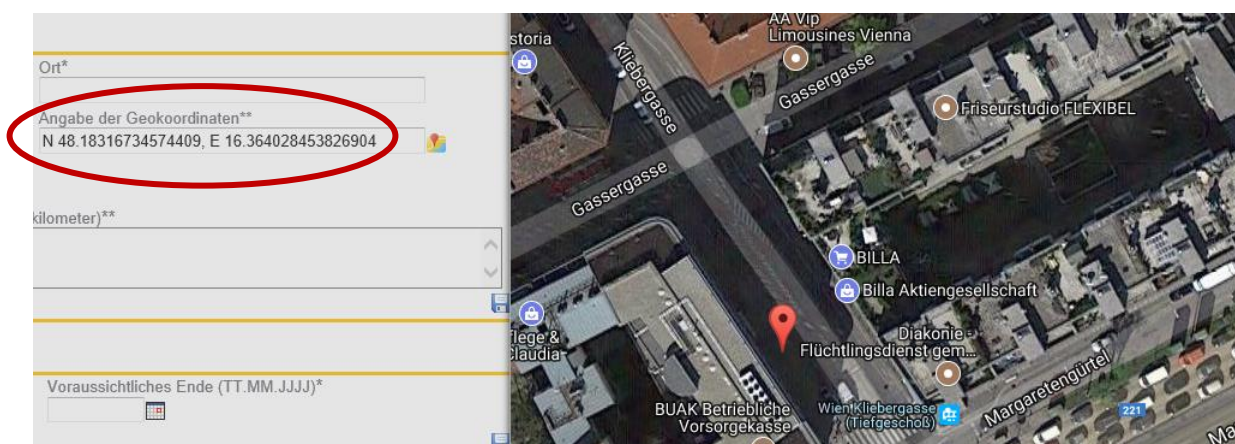 Ort*
Angabe der Geokoordinaten**
N 48.18316734574409, E 16.364028453826904
kilometer)**
Voraussichtliches Ende (TT.MM.JJJJ)*
storia
AA Vip
Limousines Vienna
Kliebergasse
Gassergasse
Friseurstudio FLEXIBEL
Gassergasse
BILLA
Billa Aktiengesellschaft
flege &
Claudia
Diakonie -
Flüchtlingsdienst gem...
BUAK Betriebliche
Vorsorgekasse
Wien Kliebergasse
(Tiefgeschoß)
Margaretengürtel
221
Ma